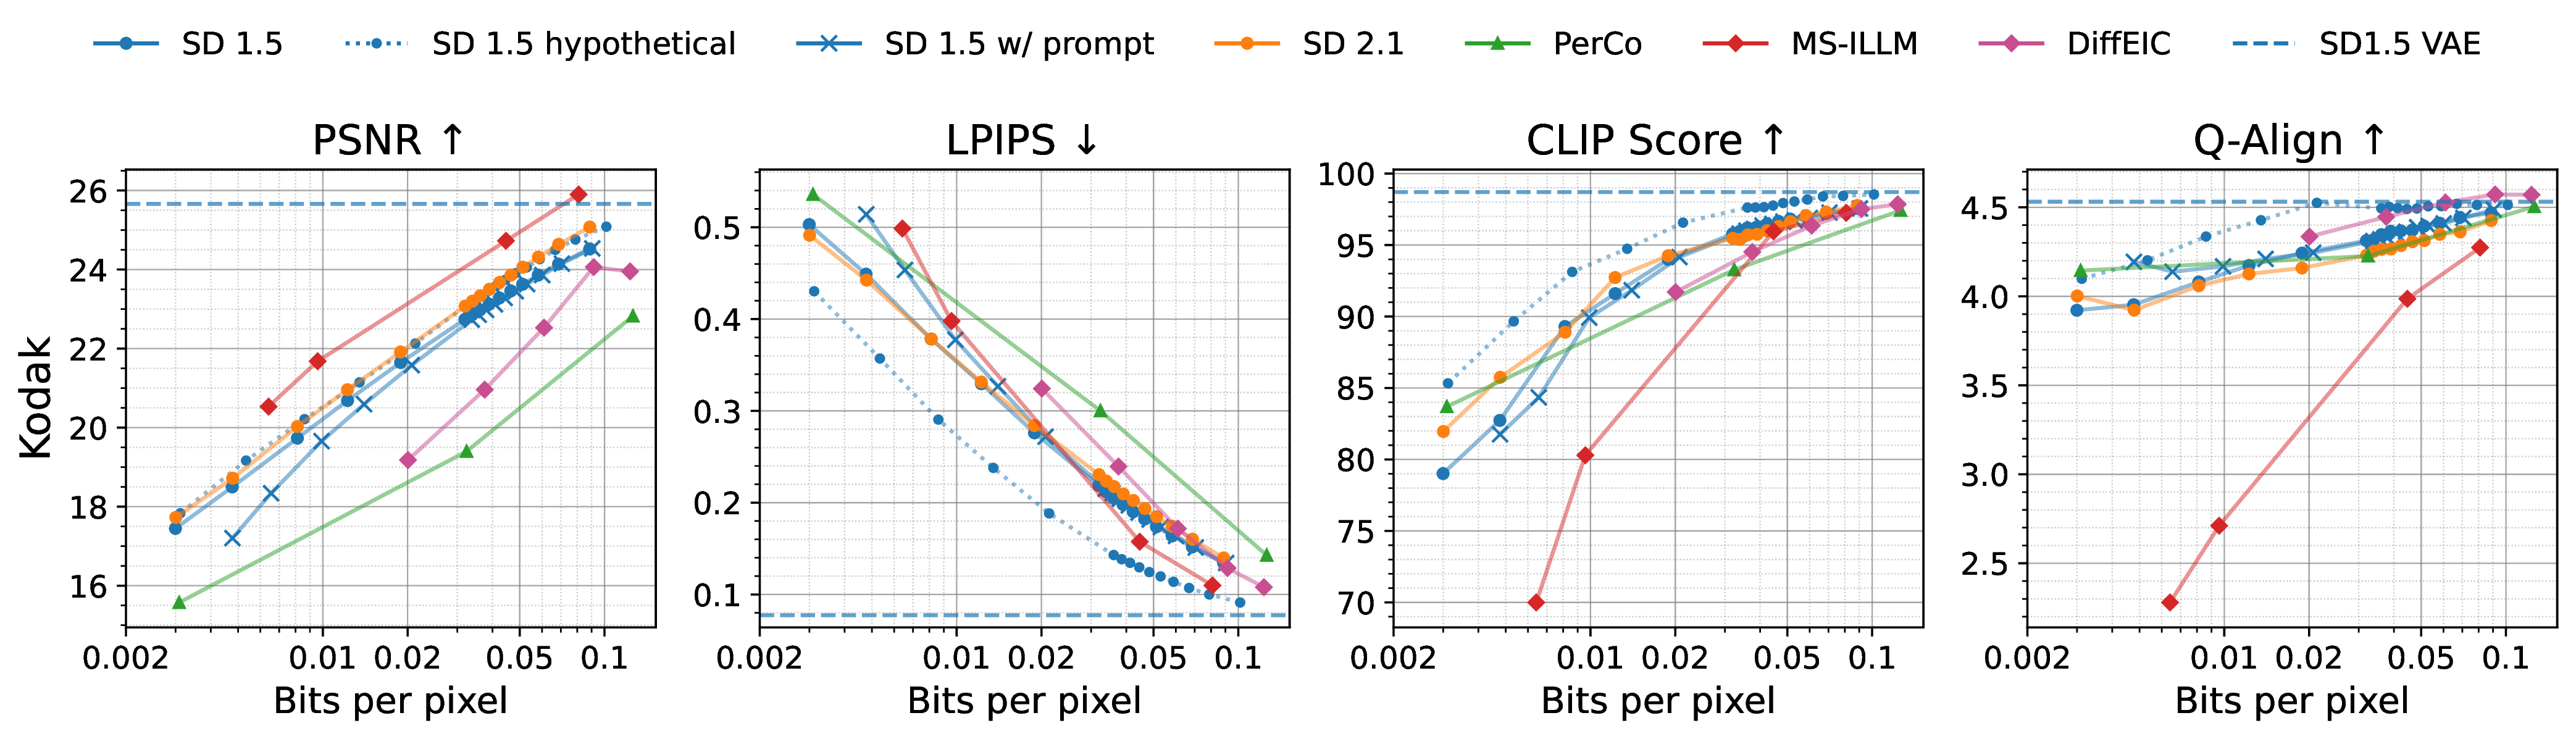 SD 1.5 SD 1.5 hypothetical SD 1.5 w/ prompt SD 2.1 PerCo MS-ILLM DiffEIC SD1.5 VAE
PSNR ↑ LPIPS ↓ CLIP Score ↑ Q-Align ↑
Kodak
26
24
22
20
18
16
0.002 0.01 0.02 0.05 0.1
Bits per pixel
0.5
0.4
0.3
0.2
0.1
0.002 0.01 0.02 0.05 0.1
Bits per pixel
100
95
90
85
80
75
70
0.002 0.01 0.02 0.05 0.1
Bits per pixel
4.5
4.0
3.5
3.0
2.5
0.002 0.01 0.02 0.05 0.1
Bits per pixel